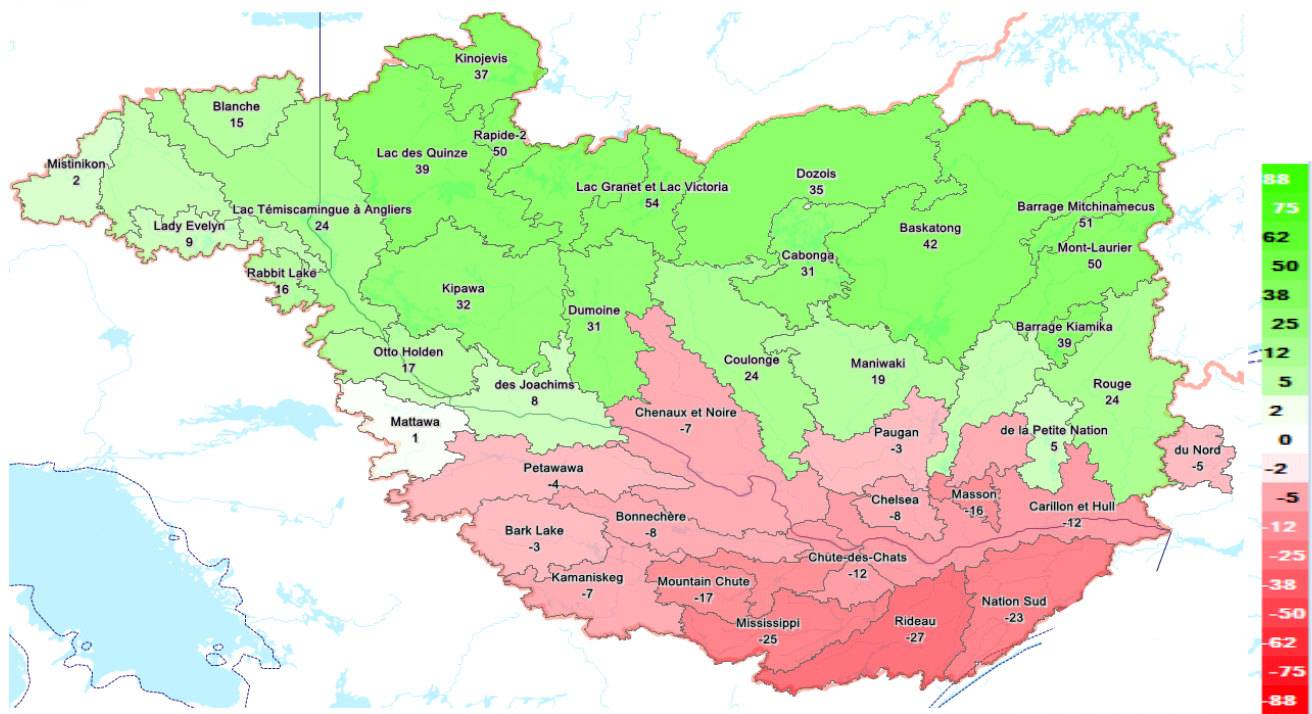 Kinojevis
37
Blanche
15
Rapide-2
50
Lac des Quinze
39
Mistinikon
2
Lac Granet et Lac Victoria
54
Dozois
35
Barrage Mitchinamecus
51
Lac Témiscamingue à Angliers
24
Lady Evelyn
9
Baskatong
42
Mont-Laurier
50
Cabonga
31
Rabbit Lake
16
Kipawa
32
Dumoine
31
Barrage Kiamika
39
Otto Holden
17
Coulonge
24
Maniwaki
19
des Joachims
8
Rouge
24
Chenaux et Noire
-7
Mattawa
1
Paugan
-3
de la Petite Nation
5
du Nord
-5
Petawawa
-4
Chelsea
-8
Masson
-16
Carillon et Hull
-12
Bonnechère
-8
Bark Lake
-3
Chûte-des-Chats
-12
Kamaniskeg
-7
Mountain Chute
-17
Nation Sud
-23
Mississippi
-25
Rideau
-27
88
75
62
50
38
25
12
5
2
0
-2
-5
-12
-25
-38
-50
-62
-75
-88